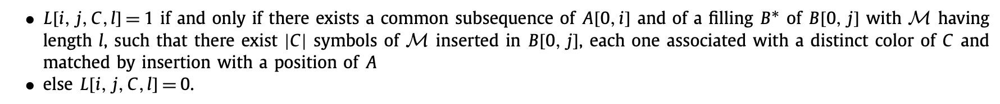 • L[i, j, C, l] = 1 if and only if there exists a common subsequence of A[0, i] and of a filling B* of B[0, j] with ℳ having
length l, such that there exist |C| symbols of ℳ inserted in B[0, j], each one associated with a distinct color of C and
matched by insertion with a position of A
• else L[i, j, C, l] = 0.